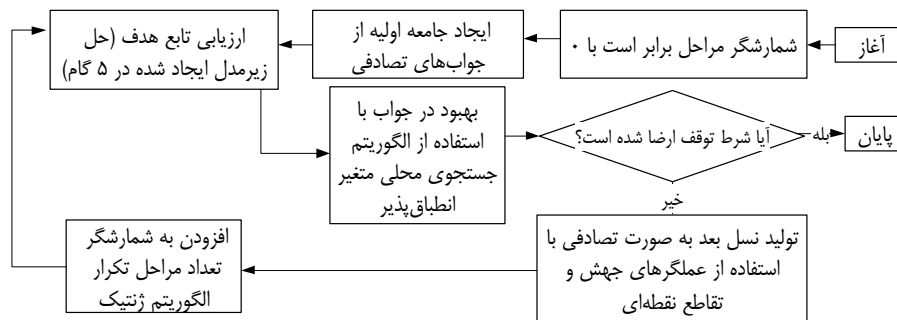 آغاز
شمارشگر مراحل برابر است با ۰
ایجاد جامعه اولیه از
جواب‌های تصادفی
ارزیابی تابع هدف (حل
زیرمدل ایجاد شده در ۵ گام)
بهبود در جواب با
استفاده از الگوریتم
جستجوی محلی متغیر
انطباق‌پذیر
آیا شرط توقف ارضا شده است؟
بله
پایان
خیر
تولید نسل بعد به صورت تصادفی با
استفاده از عملگرهای جهش و
تقاطع نقطه‌ای
افزودن به شمارشگر
تعداد مراحل تکرار
الگوریتم ژنتیک